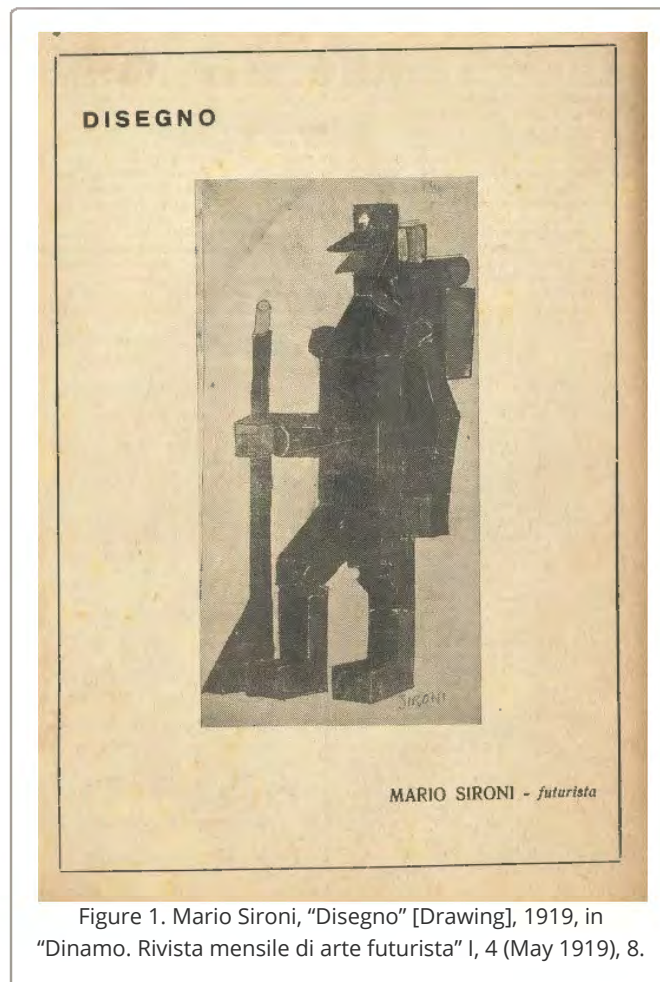 DISEGNO
SIRONI
MARIO SIRONI - futurista
Figure 1. Mario Sironi, “Disegno” [Drawing], 1919, in
“Dinamo. Rivista mensile di arte futurista” I, 4 (May 1919), 8.